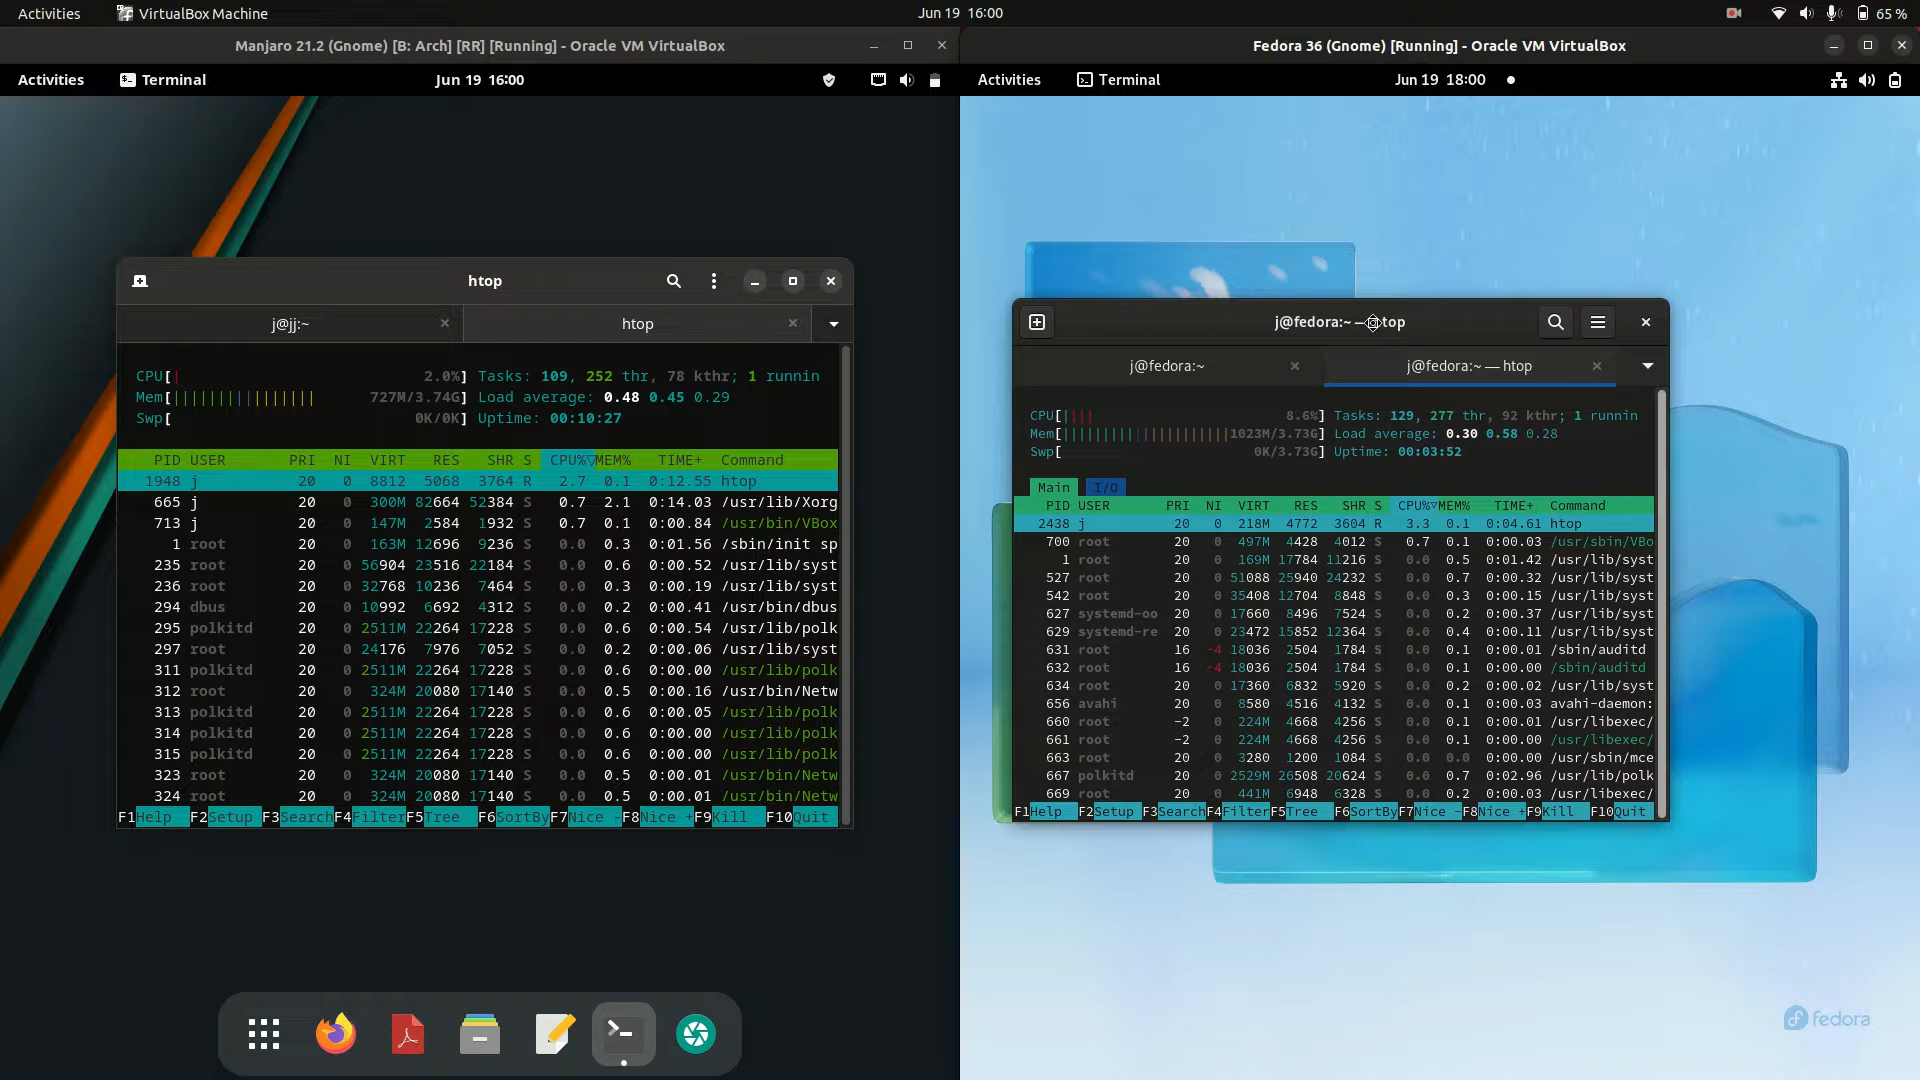 Activities VirtualBox Machine Jun 19 16:00 65 %
Manjaro 21.2 (Gnome) [B: Arch] [RR] [Running] - Oracle VM VirtualBox
Activities Terminal Jun 19 16:00
htop
j@jj:~ htop
CPU[| 2.0%] Tasks: 109, 252 thr, 78 kthr; 1 runnin
Mem[|||||||||||||||||| 727M/3.74G] Load average: 0.48 0.45 0.29
Swp[ 0K/0K] Uptime: 00:10:27
PID USER PRI NI VIRT RES SHR S CPU%▽MEM% TIME+ Command
1948 j 20 0 8812 5068 3764 R 2.7 0.1 0:12.55 htop
665 j 20 0 300M 82664 52384 S 0.7 2.1 0:14.03 /usr/lib/Xorg
713 j 20 0 147M 2584 1932 S 0.7 0.1 0:00.84 /usr/bin/VBox
1 root 20 0 163M 12696 9236 S 0.0 0.3 0:01.56 /sbin/init sp
235 root 20 0 56904 23516 22184 S 0.0 0.6 0:00.52 /usr/lib/syst
236 root 20 0 32768 10236 7464 S 0.0 0.3 0:00.19 /usr/lib/syst
294 dbus 20 0 10992 6692 4312 S 0.0 0.2 0:00.41 /usr/bin/dbus
295 polkitd 20 0 2511M 22264 17228 S 0.0 0.6 0:00.54 /usr/lib/polk
297 root 20 0 24176 7976 7052 S 0.0 0.2 0:00.06 /usr/lib/syst
311 polkitd 20 0 2511M 22264 17228 S 0.0 0.6 0:00.00 /usr/lib/polk
312 root 20 0 324M 20080 17140 S 0.0 0.5 0:00.16 /usr/bin/Netw
313 polkitd 20 0 2511M 22264 17228 S 0.0 0.6 0:00.05 /usr/lib/polk
314 polkitd 20 0 2511M 22264 17228 S 0.0 0.6 0:00.00 /usr/lib/polk
315 polkitd 20 0 2511M 22264 17228 S 0.0 0.6 0:00.00 /usr/lib/polk
323 root 20 0 324M 20080 17140 S 0.0 0.5 0:00.01 /usr/bin/Netw
324 root 20 0 324M 20080 17140 S 0.0 0.5 0:00.01 /usr/bin/Netw
F1Help F2Setup F3SearchF4FilterF5Tree F6SortByF7Nice -F8Nice +F9Kill F10Quit
Fedora 36 (Gnome) [Running] - Oracle VM VirtualBox
Activities Terminal Jun 19 18:00
j@fedora:~ — top
j@fedora:~ j@fedora:~ — htop
CPU[|||| 8.6%] Tasks: 129, 277 thr, 92 kthr; 1 runnin
Mem[|||||||||||||||||||||1023M/3.73G] Load average: 0.30 0.58 0.28
Swp[ 0K/3.73G] Uptime: 00:03:52
Main I/O
PID USER PRI NI VIRT RES SHR S CPU%▽MEM% TIME+ Command
2438 j 20 0 218M 4772 3604 R 3.3 0.1 0:04.61 htop
700 root 20 0 497M 4428 4012 S 0.7 0.1 0:00.03 /usr/sbin/VBo
1 root 20 0 169M 17784 11216 S 0.0 0.5 0:01.42 /usr/lib/syst
527 root 20 0 51088 25940 24232 S 0.0 0.7 0:00.32 /usr/lib/syst
542 root 20 0 35408 12704 8848 S 0.0 0.3 0:00.15 /usr/lib/syst
627 systemd-oo 20 0 17660 8496 7524 S 0.0 0.2 0:00.37 /usr/lib/syst
629 systemd-re 20 0 23472 15852 12364 S 0.0 0.4 0:00.11 /usr/lib/syst
631 root 16 -4 18036 2504 1784 S 0.0 0.1 0:00.01 /sbin/auditd
632 root 16 -4 18036 2504 1784 S 0.0 0.1 0:00.00 /sbin/auditd
634 root 20 0 17360 6832 5920 S 0.0 0.2 0:00.02 /usr/lib/syst
656 avahi 20 0 8580 4516 4132 S 0.0 0.1 0:00.03 avahi-daemon:
660 root -2 0 224M 4668 4256 S 0.0 0.1 0:00.01 /usr/libexec/
661 root -2 0 224M 4668 4256 S 0.0 0.1 0:00.00 /usr/libexec/
663 root 20 0 3280 1200 1084 S 0.0 0.0 0:00.00 /usr/sbin/mce
667 polkitd 20 0 2529M 26508 20624 S 0.0 0.7 0:02.96 /usr/lib/polk
669 root 20 0 441M 6948 6328 S 0.0 0.2 0:00.03 /usr/libexec/
F1Help F2Setup F3SearchF4FilterF5Tree F6SortByF7Nice -F8Nice +F9Kill F10Quit
fedora